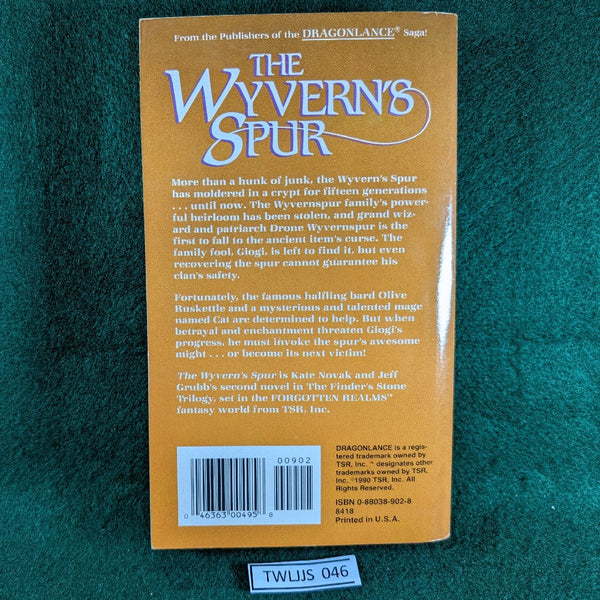 From the Publishers of the DRAGONLANCE® Saga!
THE
WYVERN'S
SPUR
More than a hunk of junk, the Wyvern's Spur
has moldered in a crypt for fifteen generations
. . . until now. The Wyvernspur family's power-
ful heirloom has been stolen, and grand wiz-
ard and patriarch Drone Wyvernspur is the
first to fall to the ancient item's curse. The
family fool, Giogi, is left to find it, but even
recovering the spur cannot guarantee his
clan's safety.
Fortunately, the famous halfling bard Olive
Ruskettle and a mysterious and talented mage
named Cat are determined to help. But when
betrayal and enchantment threaten Giogi's
progress, he must invoke the spur's awesome
might . . . or become its next victim!
The Wyvern's Spur is Kate Novak and Jeff
Grubb's second novel in The Finder's Stone
Trilogy, set in the FORGOTTEN REALMS™
fantasy world from TSR, Inc.
00902
0 46363 00495 8
DRAGONLANCE is a regis-
tered trademark owned by
TSR, Inc. ™ designates other
trademarks owned by TSR,
Inc. ©1990 TSR, Inc. All
Rights Reserved.
ISBN 0-88038-902-8
8418
Printed in U.S.A.
TWLJJS 046